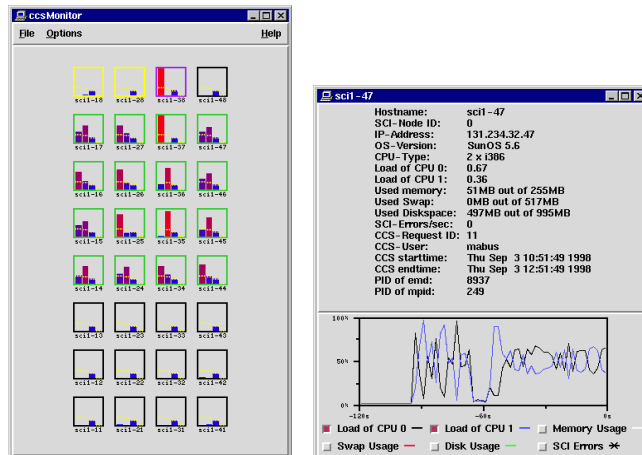 ccsMonitor
File Options Help
sci1-18 sci1-28 sci1-38 sci1-48
sci1-17 sci1-27 sci1-37 sci1-47
sci1-16 sci1-26 sci1-36 sci1-46
sci1-15 sci1-25 sci1-35 sci1-45
sci1-14 sci1-24 sci1-34 sci1-44
sci1-13 sci1-23 sci1-33 sci1-43
sci1-12 sci1-22 sci1-32 sci1-42
sci1-11 sci1-21 sci1-31 sci1-41
sci1-47
Hostname: sci1-47
SCI-Node ID: 0
IP-Address: 131.234.32.47
OS-Version: SunOS 5.6
CPU-Type: 2 x i386
Load of CPU 0: 0.67
Load of CPU 1: 0.36
Used memory: 51MB out of 255MB
Used Swap: 0MB out of 517MB
Used Diskspace: 497MB out of 995MB
SCI-Errors/sec: 0
CCS-Request ID: 11
CCS-User: mabus
CCS starttime: Thu Sep 3 10:51:49 1998
CCS endtime: Thu Sep 3 12:51:49 1998
PID of emd: 8937
PID of mpid: 249
100%
50%
0%
-120s -60s 0s
Load of CPU 0 Load of CPU 1 Memory Usage
Swap Usage Disk Usage SCI Errors